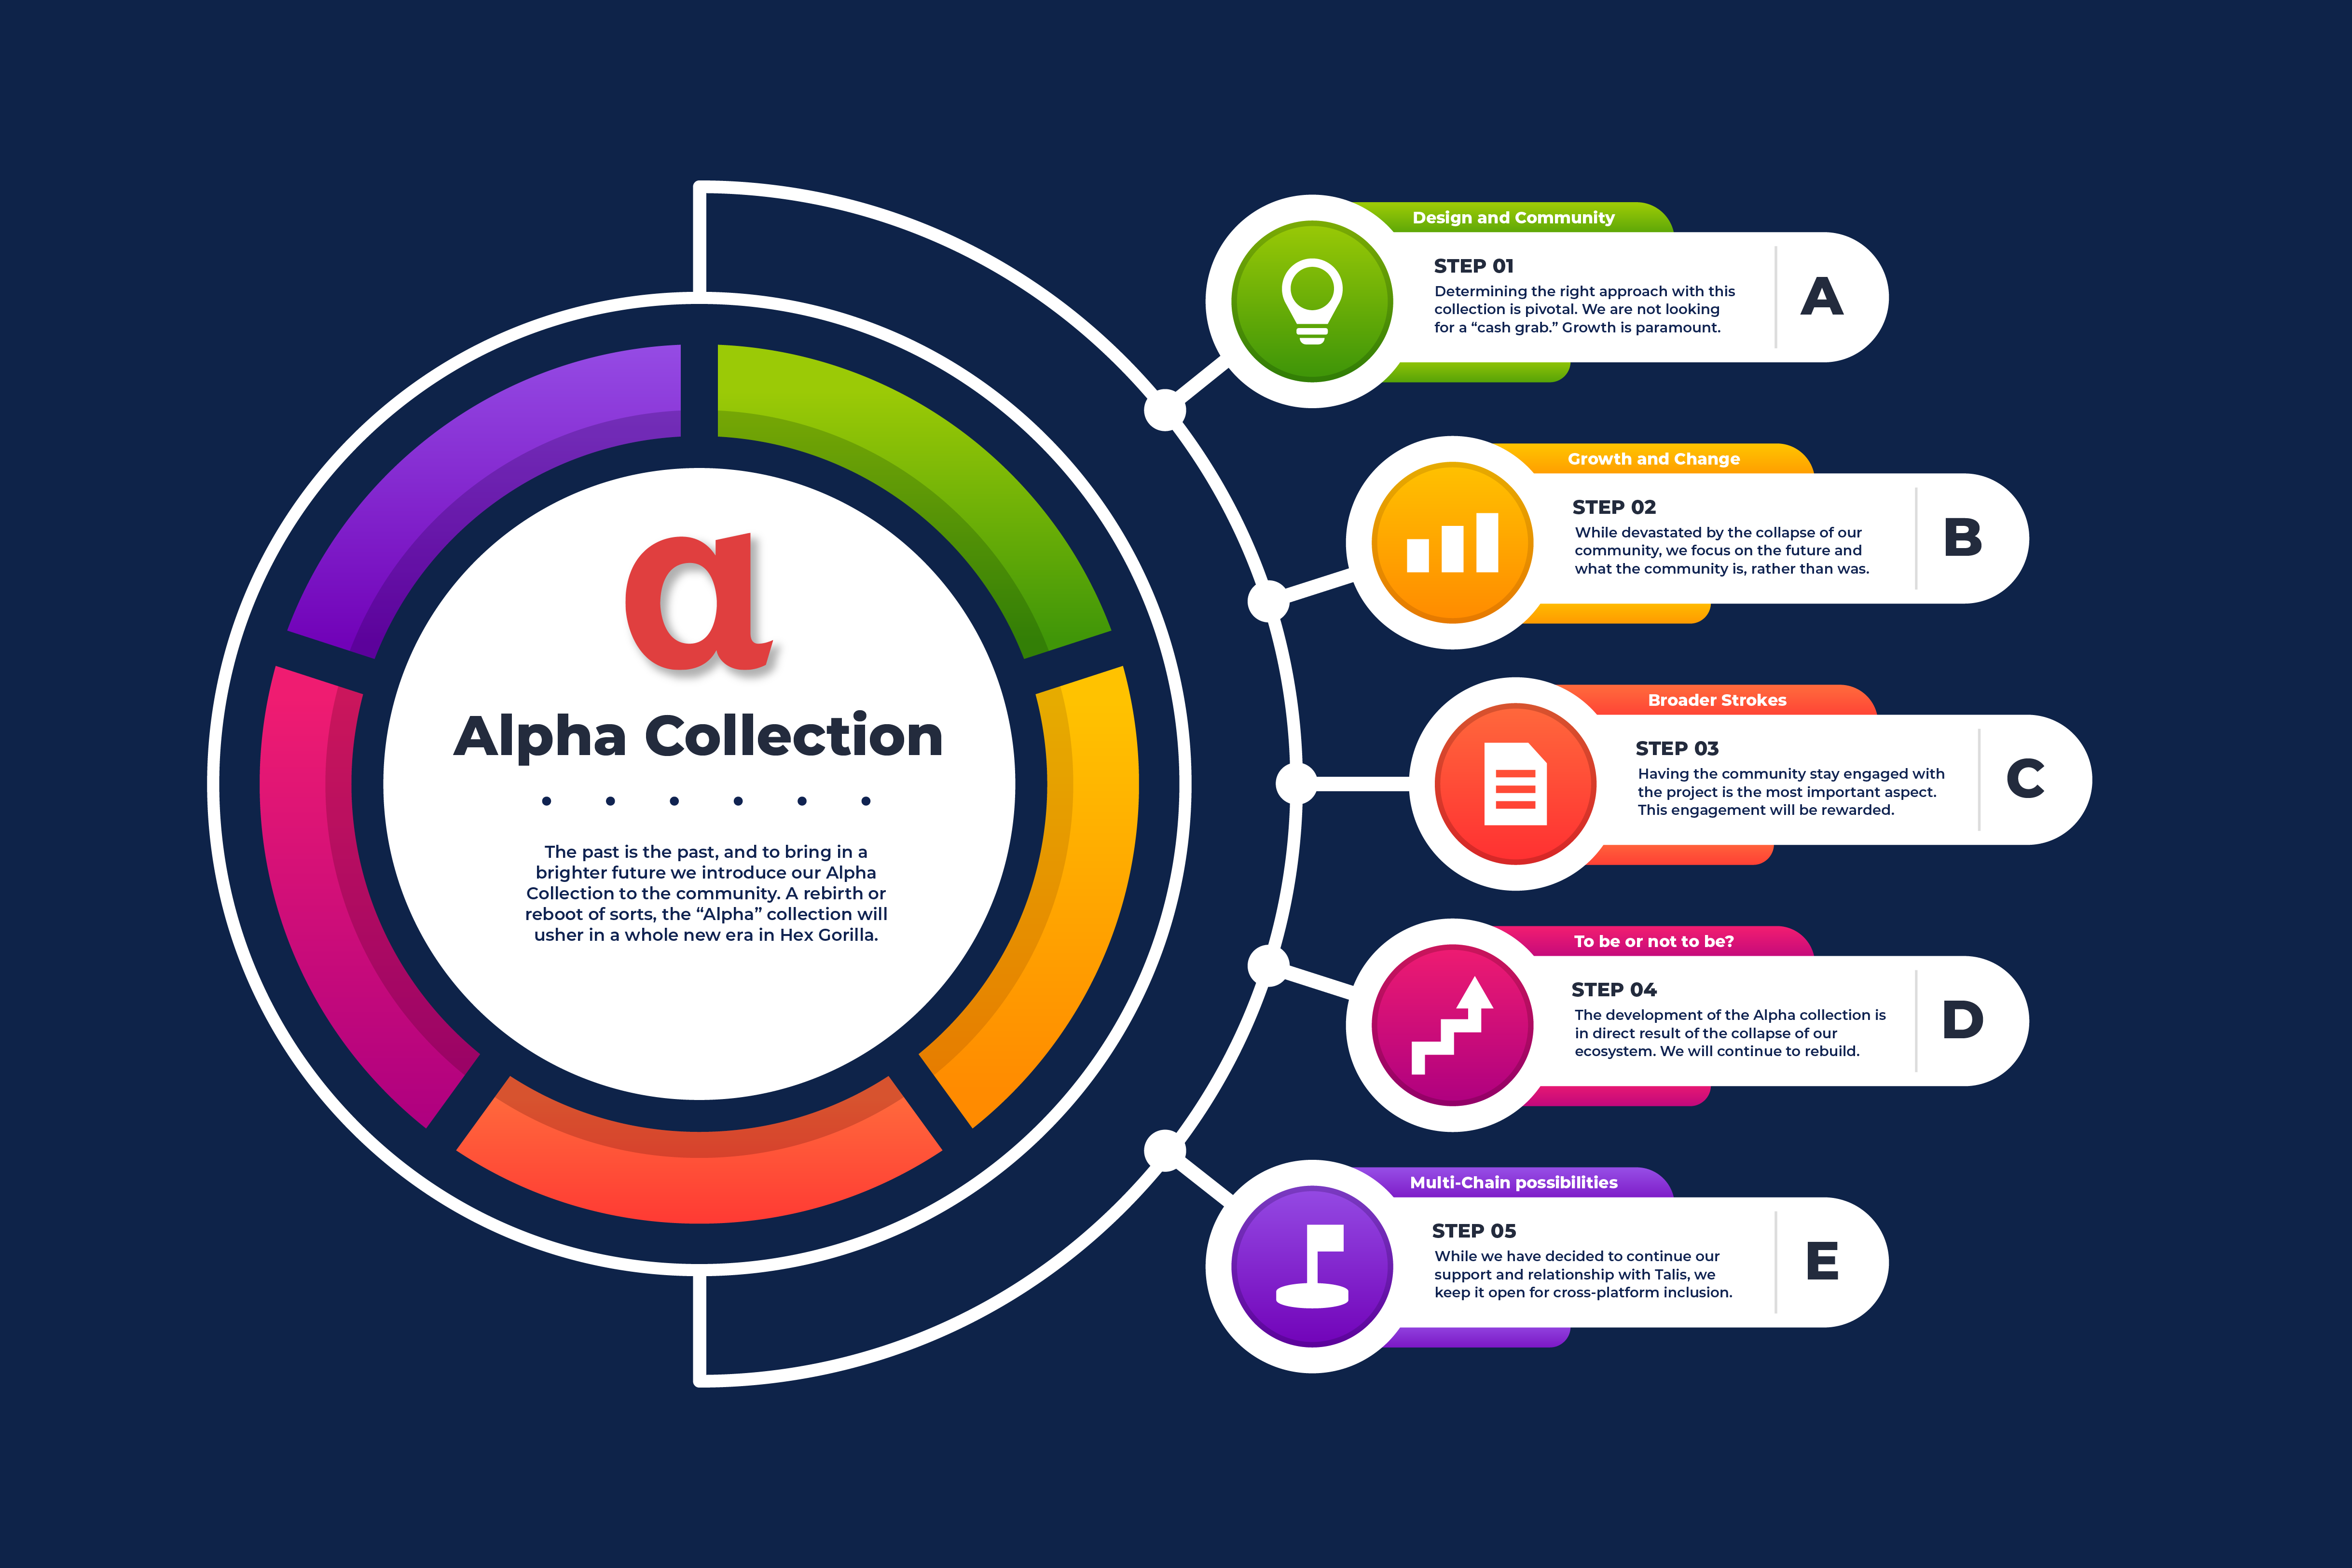 α
Alpha Collection
The past is the past, and to bring in a
brighter future we introduce our Alpha
Collection to the community. A rebirth or
reboot of sorts, the “Alpha” collection will
usher in a whole new era in Hex Gorilla.
Design and Community
STEP 01
Determining the right approach with this
collection is pivotal. We are not looking
for a “cash grab.” Growth is paramount.
A
Growth and Change
STEP 02
While devastated by the collapse of our
community, we focus on the future and
what the community is, rather than was.
B
Broader Strokes
STEP 03
Having the community stay engaged with
the project is the most important aspect.
This engagement will be rewarded.
C
To be or not to be?
STEP 04
The development of the Alpha collection is
in direct result of the collapse of our
ecosystem. We will continue to rebuild.
D
Multi-Chain possibilities
STEP 05
While we have decided to continue our
support and relationship with Talis, we
keep it open for cross-platform inclusion.
E